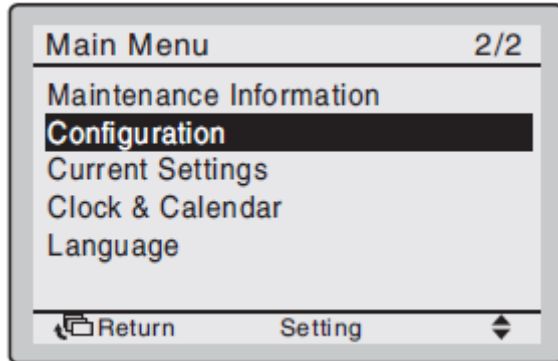 Main Menu 2/2
Maintenance Information
Configuration
Current Settings
Clock & Calendar
Language
Return Setting